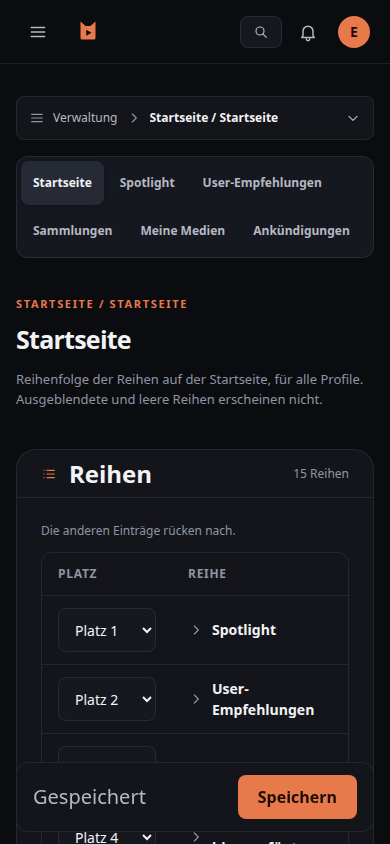 E
Verwaltung
Startseite / Startseite
Startseite
Spotlight
User-Empfehlungen
Sammlungen
Meine Medien
Ankündigungen
STARTSEITE / STARTSEITE
Startseite
Reihenfolge der Reihen auf der Startseite, für alle Profile.
Ausgeblendete und leere Reihen erscheinen nicht.
Reihen
15 Reihen
Die anderen Einträge rücken nach.
PLATZ
REIHE
Platz 1
Spotlight
Platz 2
User-
Empfehlungen
Gespeichert
Speichern
Platz 4